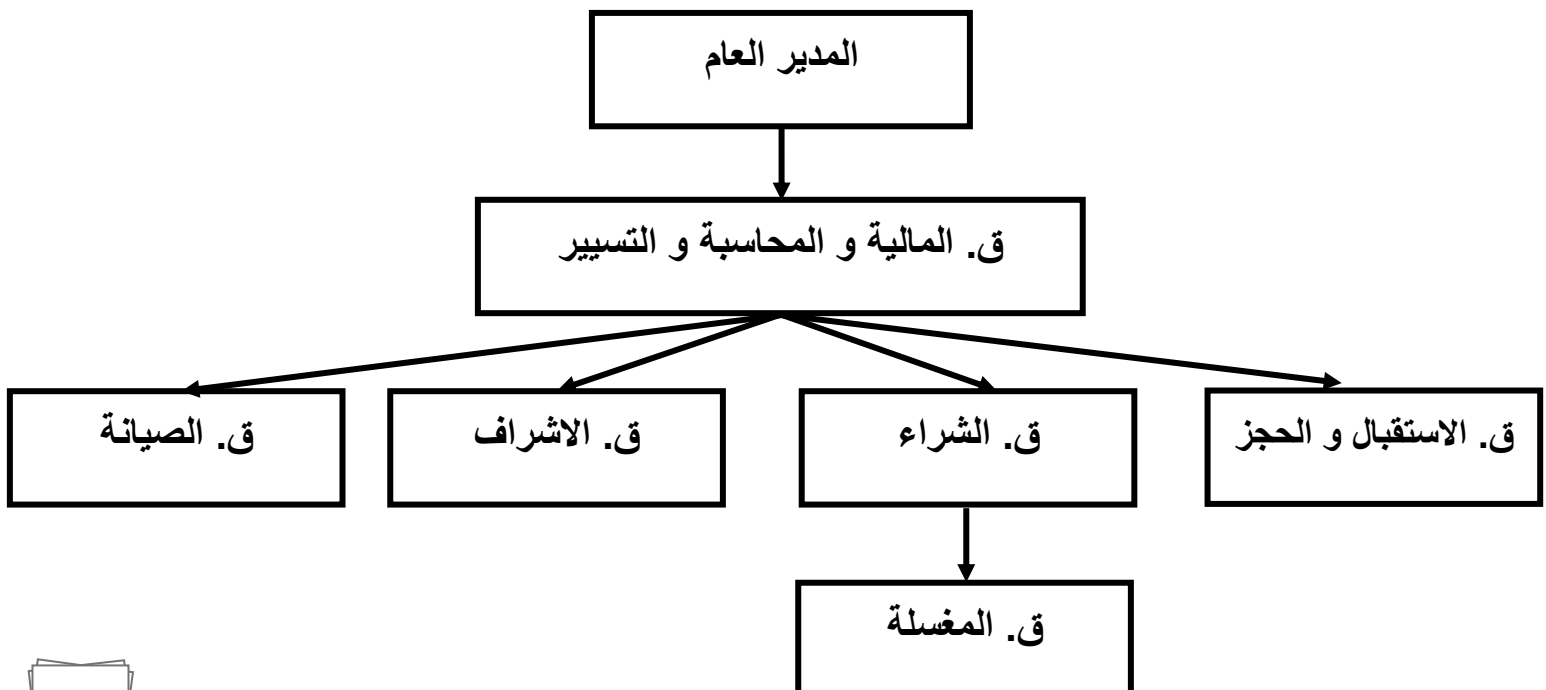 المدير العام
ق. المالية و المحاسبة و التسيير
ق. الاستقبال و الحجز
ق. الشراء
ق. الاشراف
ق. الصيانة
ق. المغسلة